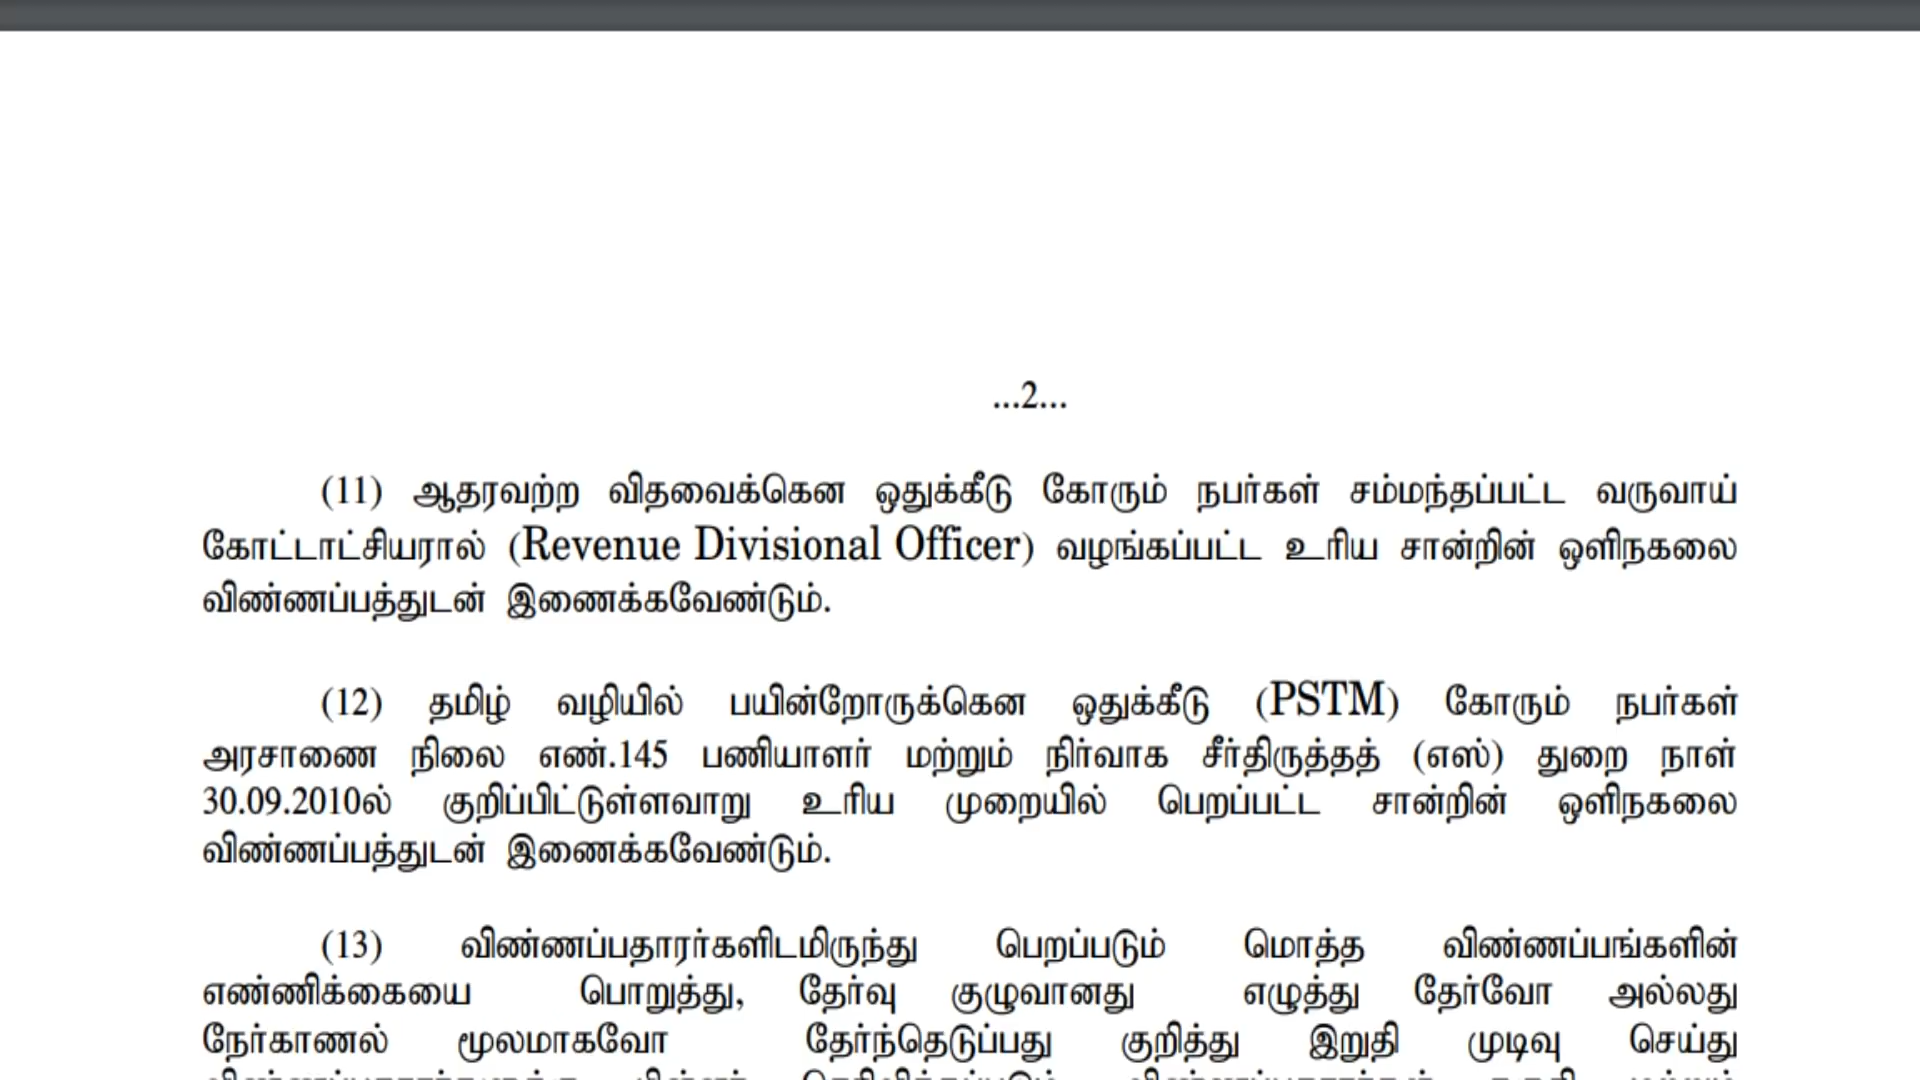 ...2...
(11) ஆதரவற்ற விதவைக்கென ஒதுக்கீடு கோரும் நபர்கள் சம்மந்தப்பட்ட வருவாய்
கோட்டாட்சியரால் (Revenue Divisional Officer) வழங்கப்பட்ட உரிய சான்றின் ஒளிநகலை
விண்ணப்பத்துடன் இணைக்கவேண்டும்.
(12) தமிழ் வழியில் பயின்றோருக்கென ஒதுக்கீடு (PSTM) கோரும் நபர்கள்
அரசாணை நிலை எண்.145 பணியாளர் மற்றும் நிர்வாக சீர்திருத்தத் (எஸ்) துறை நாள்
30.09.2010ல் குறிப்பிட்டுள்ளவாறு உரிய முறையில் பெறப்பட்ட சான்றின் ஒளிநகலை
விண்ணப்பத்துடன் இணைக்கவேண்டும்.
(13) விண்ணப்பதாரர்களிடமிருந்து பெறப்படும் மொத்த விண்ணப்பங்களின்
எண்ணிக்கையை பொறுத்து, தேர்வு குழுவானது எழுத்து தேர்வோ அல்லது
நேர்காணல் மூலமாகவோ தேர்ந்தெடுப்பது குறித்து இறுதி முடிவு செய்து